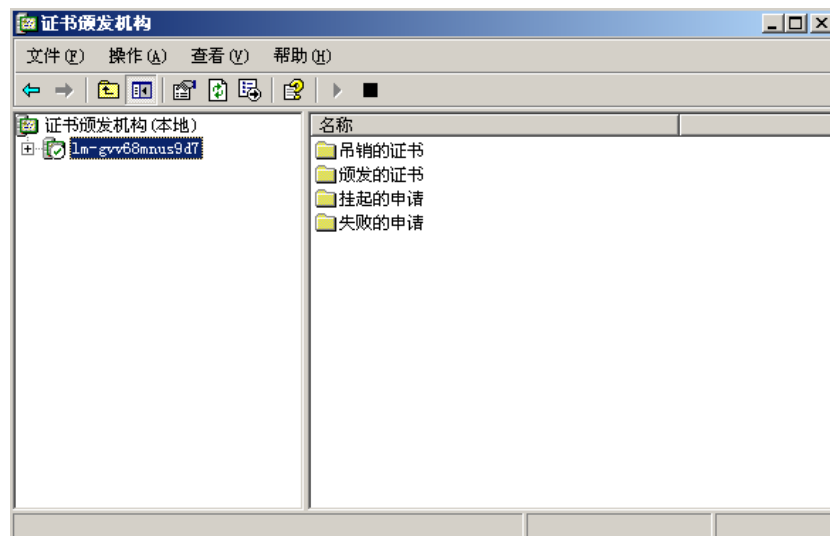 证书颁发机构
文件(F) 操作(A) 查看(V) 帮助(H)
证书颁发机构(本地)
lm-gvv68mnus9d7
名称
吊销的证书
颁发的证书
挂起的申请
失败的申请